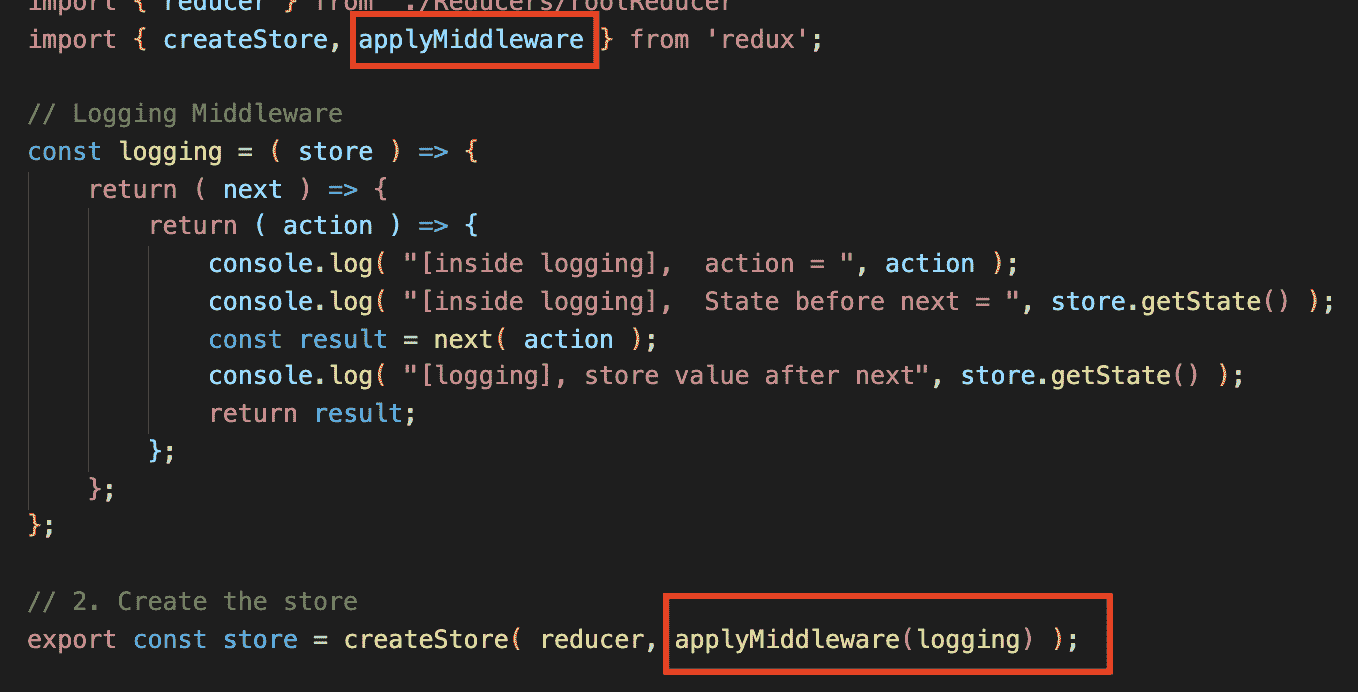 import { reducer } from './Reducers/rootReducer'
import { createStore, applyMiddleware } from 'redux';
// Logging Middleware
const logging = ( store ) => {
return ( next ) => {
return ( action ) => {
console.log( "[inside logging],  action = ", action );
console.log( "[inside logging],  State before next = ", store.getState() );
const result = next( action );
console.log( "[logging], store value after next", store.getState() );
return result;
};
};
};
// 2. Create the store
export const store = createStore( reducer, applyMiddleware(logging) );